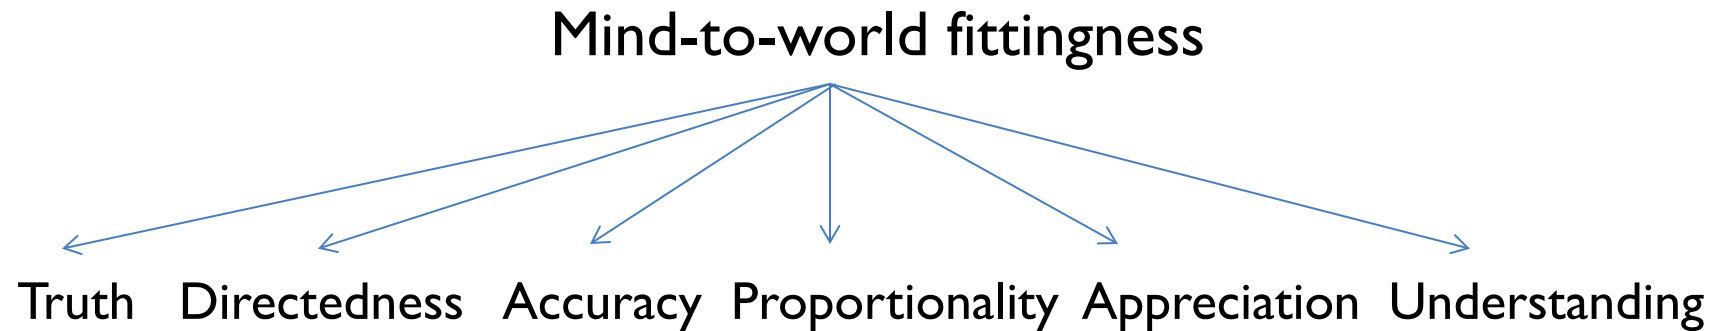 Mind-to-world fittingness
Truth Directedness Accuracy Proportionality Appreciation Understanding